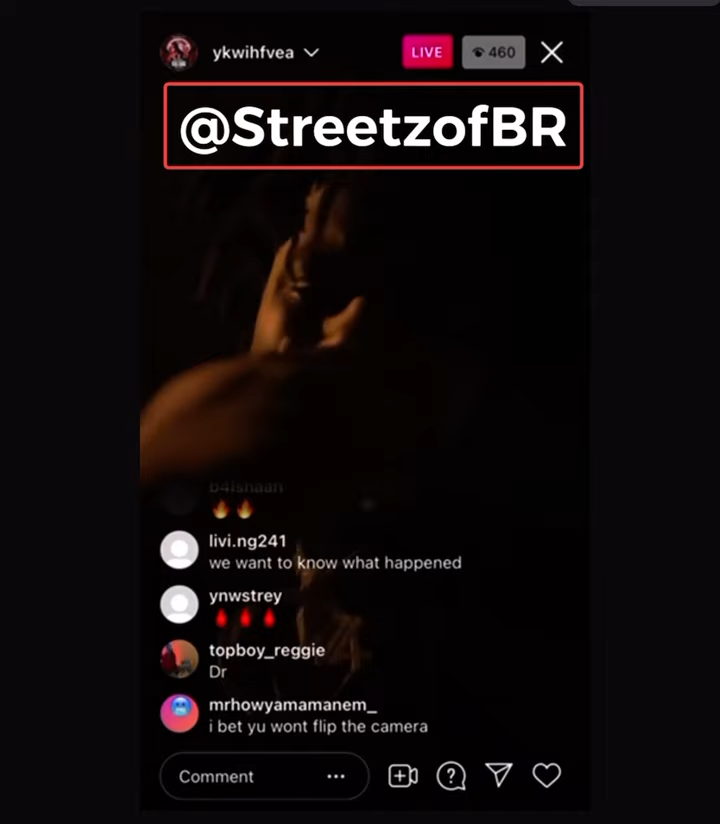 ykwihfvea
LIVE
460
@StreetzofBR
b4ishaan
🔥🔥
livi.ng241
we want to know what happened
ynwstrey
🩸🩸🩸
topboy_reggie
Dr
mrhowyamamanem_
i bet yu wont flip the camera
Comment